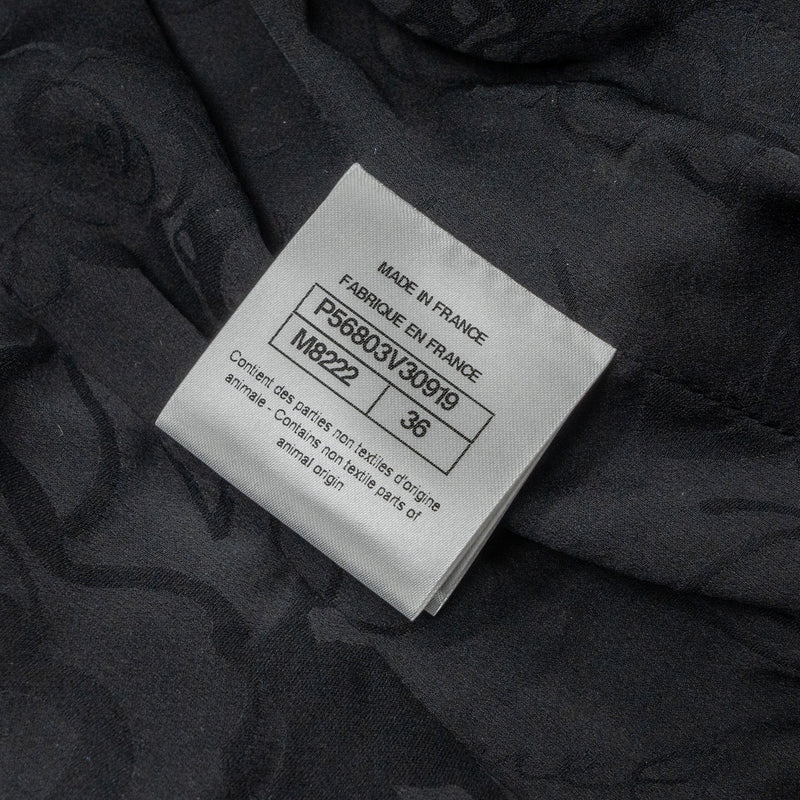 MADE IN FRANCE
FABRIQUE EN FRANCE
P56803V30919
M8222 36
Contient des parties non textiles d'origine
animale - Contains non textile parts of
animal origin